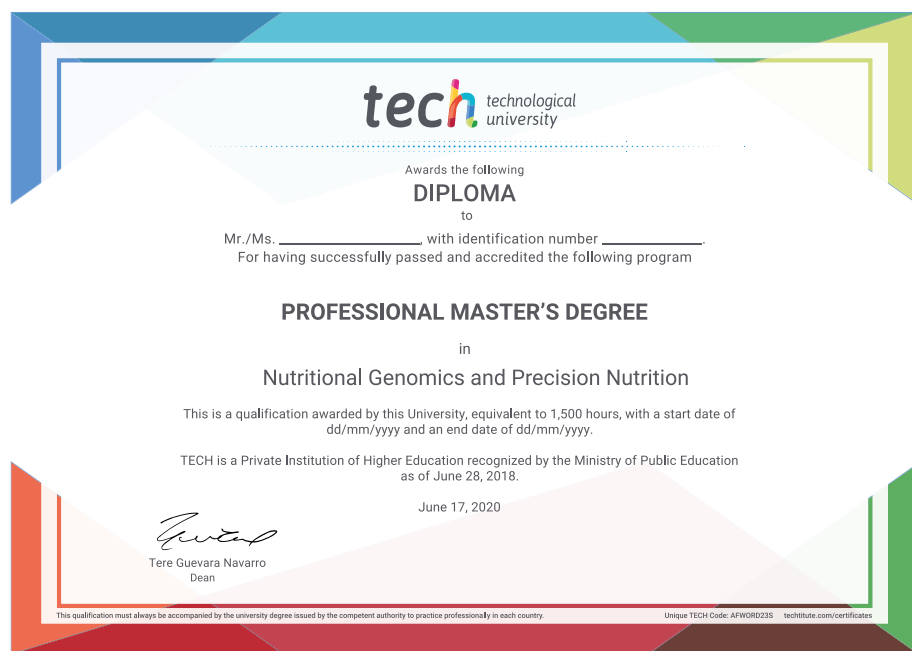 tech technological
university
Awards the following
DIPLOMA
to
Mr./Ms. ____________________, with identification number ______________.
For having successfully passed and accredited the following program
PROFESSIONAL MASTER'S DEGREE
in
Nutritional Genomics and Precision Nutrition
This is a qualification awarded by this University, equivalent to 1,500 hours, with a start date of
dd/mm/yyyy and an end date of dd/mm/yyyy.
TECH is a Private Institution of Higher Education recognized by the Ministry of Public Education
as of June 28, 2018.
June 17, 2020
Tere Guevara Navarro
Dean
This qualification must always be accompanied by the university degree issued by the competent authority to practice professionally in each country. Unique TECH Code: AFWORD23S techtitute.com/certificates